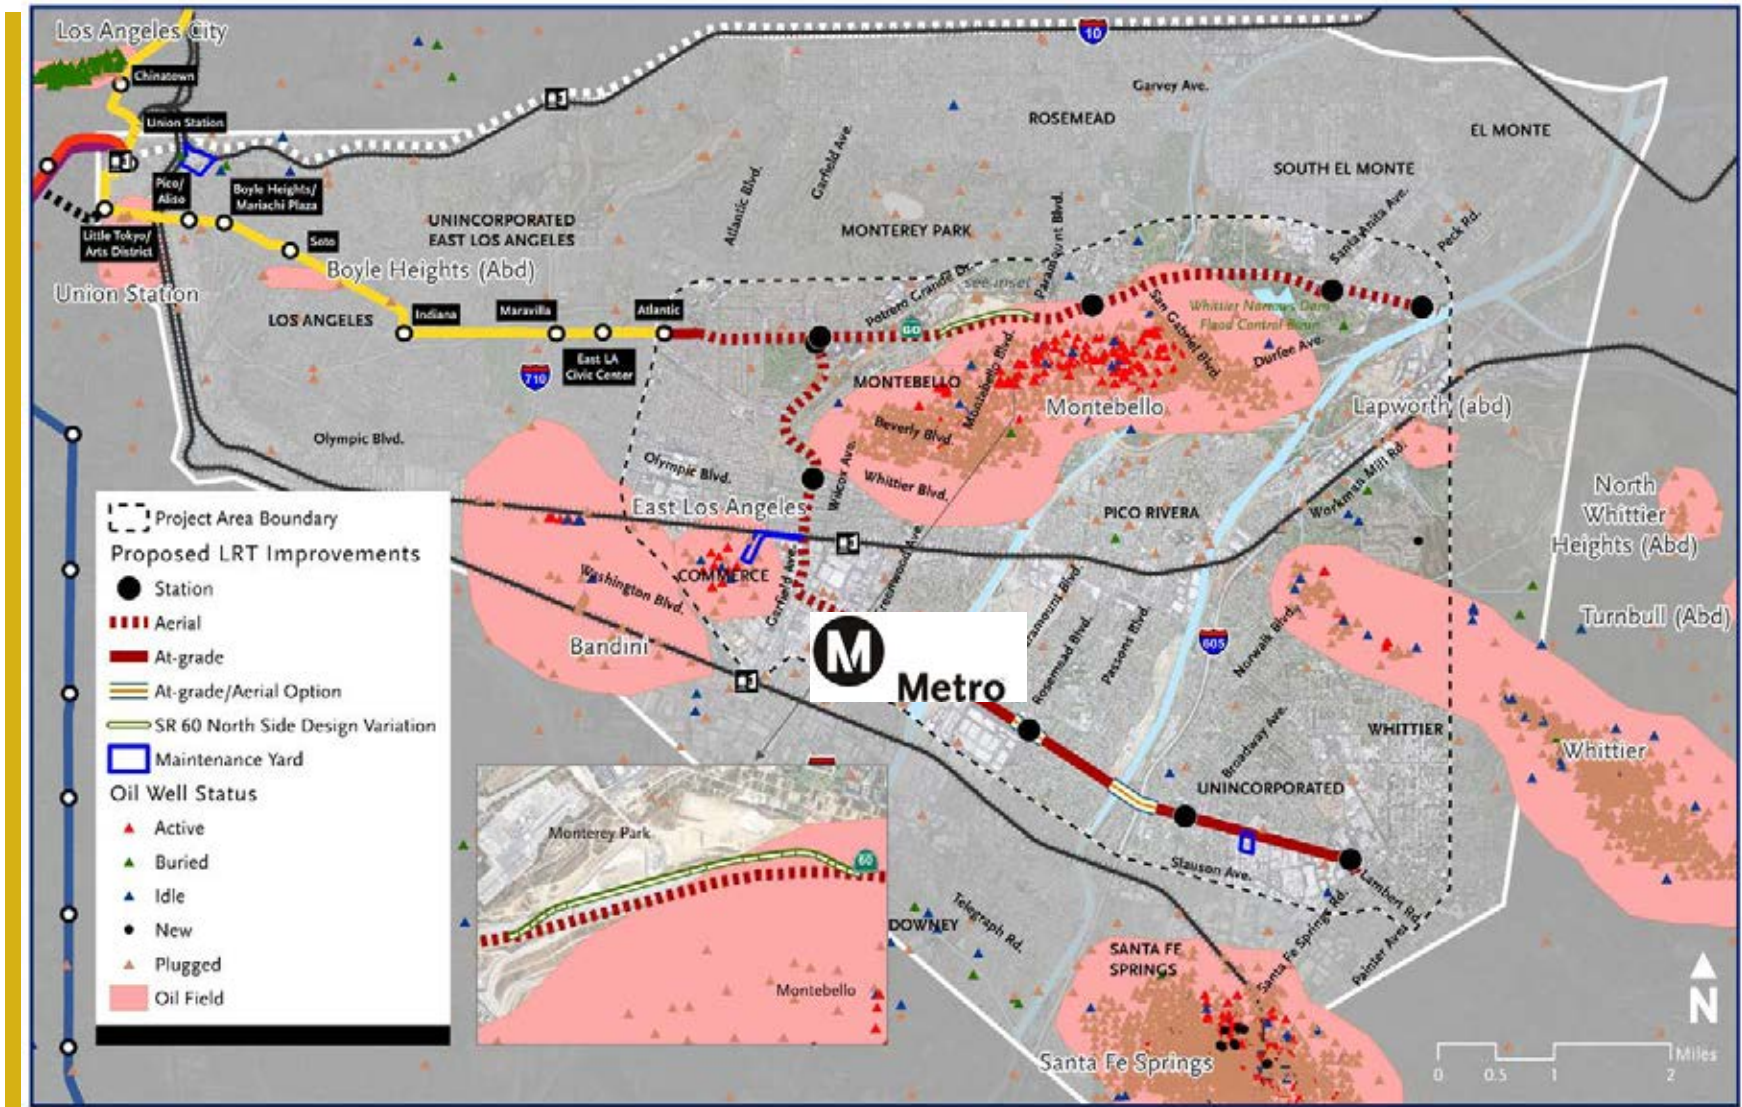 Los Angeles City
Chinatown
Union Station
Pico/
Aliso
Boyle Heights/
Mariachi Plaza
Little Tokyo/
Arts District
Soto
Union Station
Boyle Heights (Abd)
LOS ANGELES
Indiana
Maravilla
East LA
Civic Center
Atlantic
UNINCORPORATED
EAST LOS ANGELES
710
10
Garvey Ave.
ROSEMEAD
EL MONTE
SOUTH EL MONTE
MONTEREY PARK
Atlantic Blvd.
Garfield Ave.
Potrero Grande Dr.
see inset
Paramount Blvd.
Santa Anita Ave.
Peck Rd.
60
San Gabriel Blvd.
Whittier Narrows Dam
Flood Control Basin
Durfee Ave.
MONTEBELLO
Montebello Blvd.
Montebello
Lapworth (abd)
Beverly Blvd.
Whittier Blvd.
Wilcox Ave.
Olympic Blvd.
Olympic Blvd.
East Los Angeles
PICO RIVERA
Workman Mill Rd.
North
Whittier
Heights (Abd)
COMMERCE
Washington Blvd.
Garfield Ave.
reenwood Ave.
Bandini
Turnbull (Abd)
605
Norwalk Blvd.
ramount Blvd.
Rosemead Blvd.
Passons Blvd.
M
Metro
WHITTIER
Whittier
Broadway Ave.
UNINCORPORATED
Slauson Ave.
Lambert Rd.
Santa Fe Springs Rd.
Painter Ave.
DOWNEY
Telegraph Rd.
SANTA FE
SPRINGS
Santa Fe Springs
Project Area Boundary
Proposed LRT Improvements
Station
Aerial
At-grade
At-grade/Aerial Option
SR 60 North Side Design Variation
Maintenance Yard
Oil Well Status
Active
Buried
Idle
New
Plugged
Oil Field
Monterey Park
60
Montebello
N
Miles
0 0.5 1 2